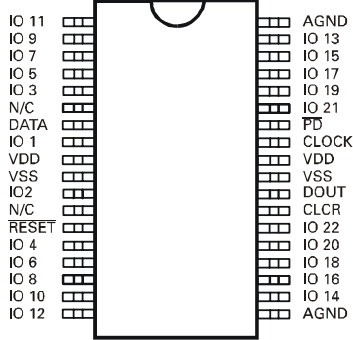 IO 11
IO 9
IO 7
IO 5
IO 3
N/C
DATA
IO 1
VDD
VSS
IO2
N/C
RESET
IO 4
IO 6
IO 8
IO 10
IO 12
AGND
IO 13
IO 15
IO 17
IO 19
IO 21
PD
CLOCK
VDD
VSS
DOUT
CLCR
IO 22
IO 20
IO 18
IO 16
IO 14
AGND